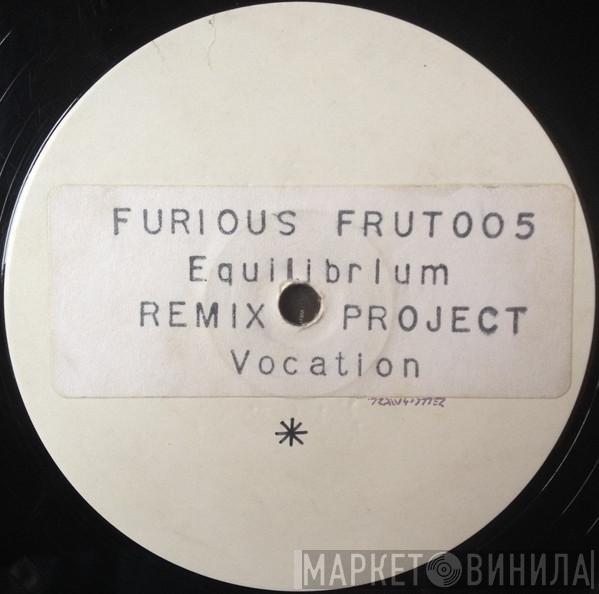 FURIOUS FRUT005
Equilibrium
REMIX PROJECT
Vocation
*
МАРКЕТ ВИНИЛА